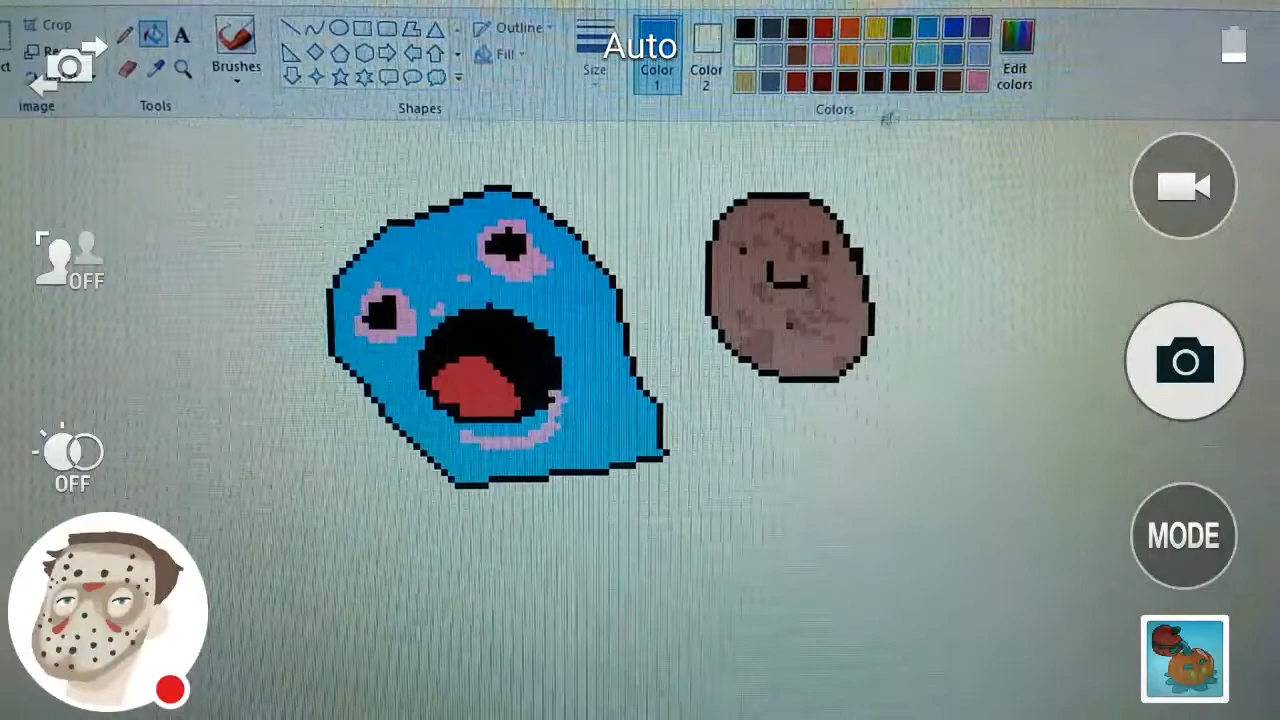 Crop
Outline
Fill
A
Auto
Brushes
Size
Color
1
Color
2
Edit
colors
Image
Tools
Shapes
Colors
OFF
OFF
MODE